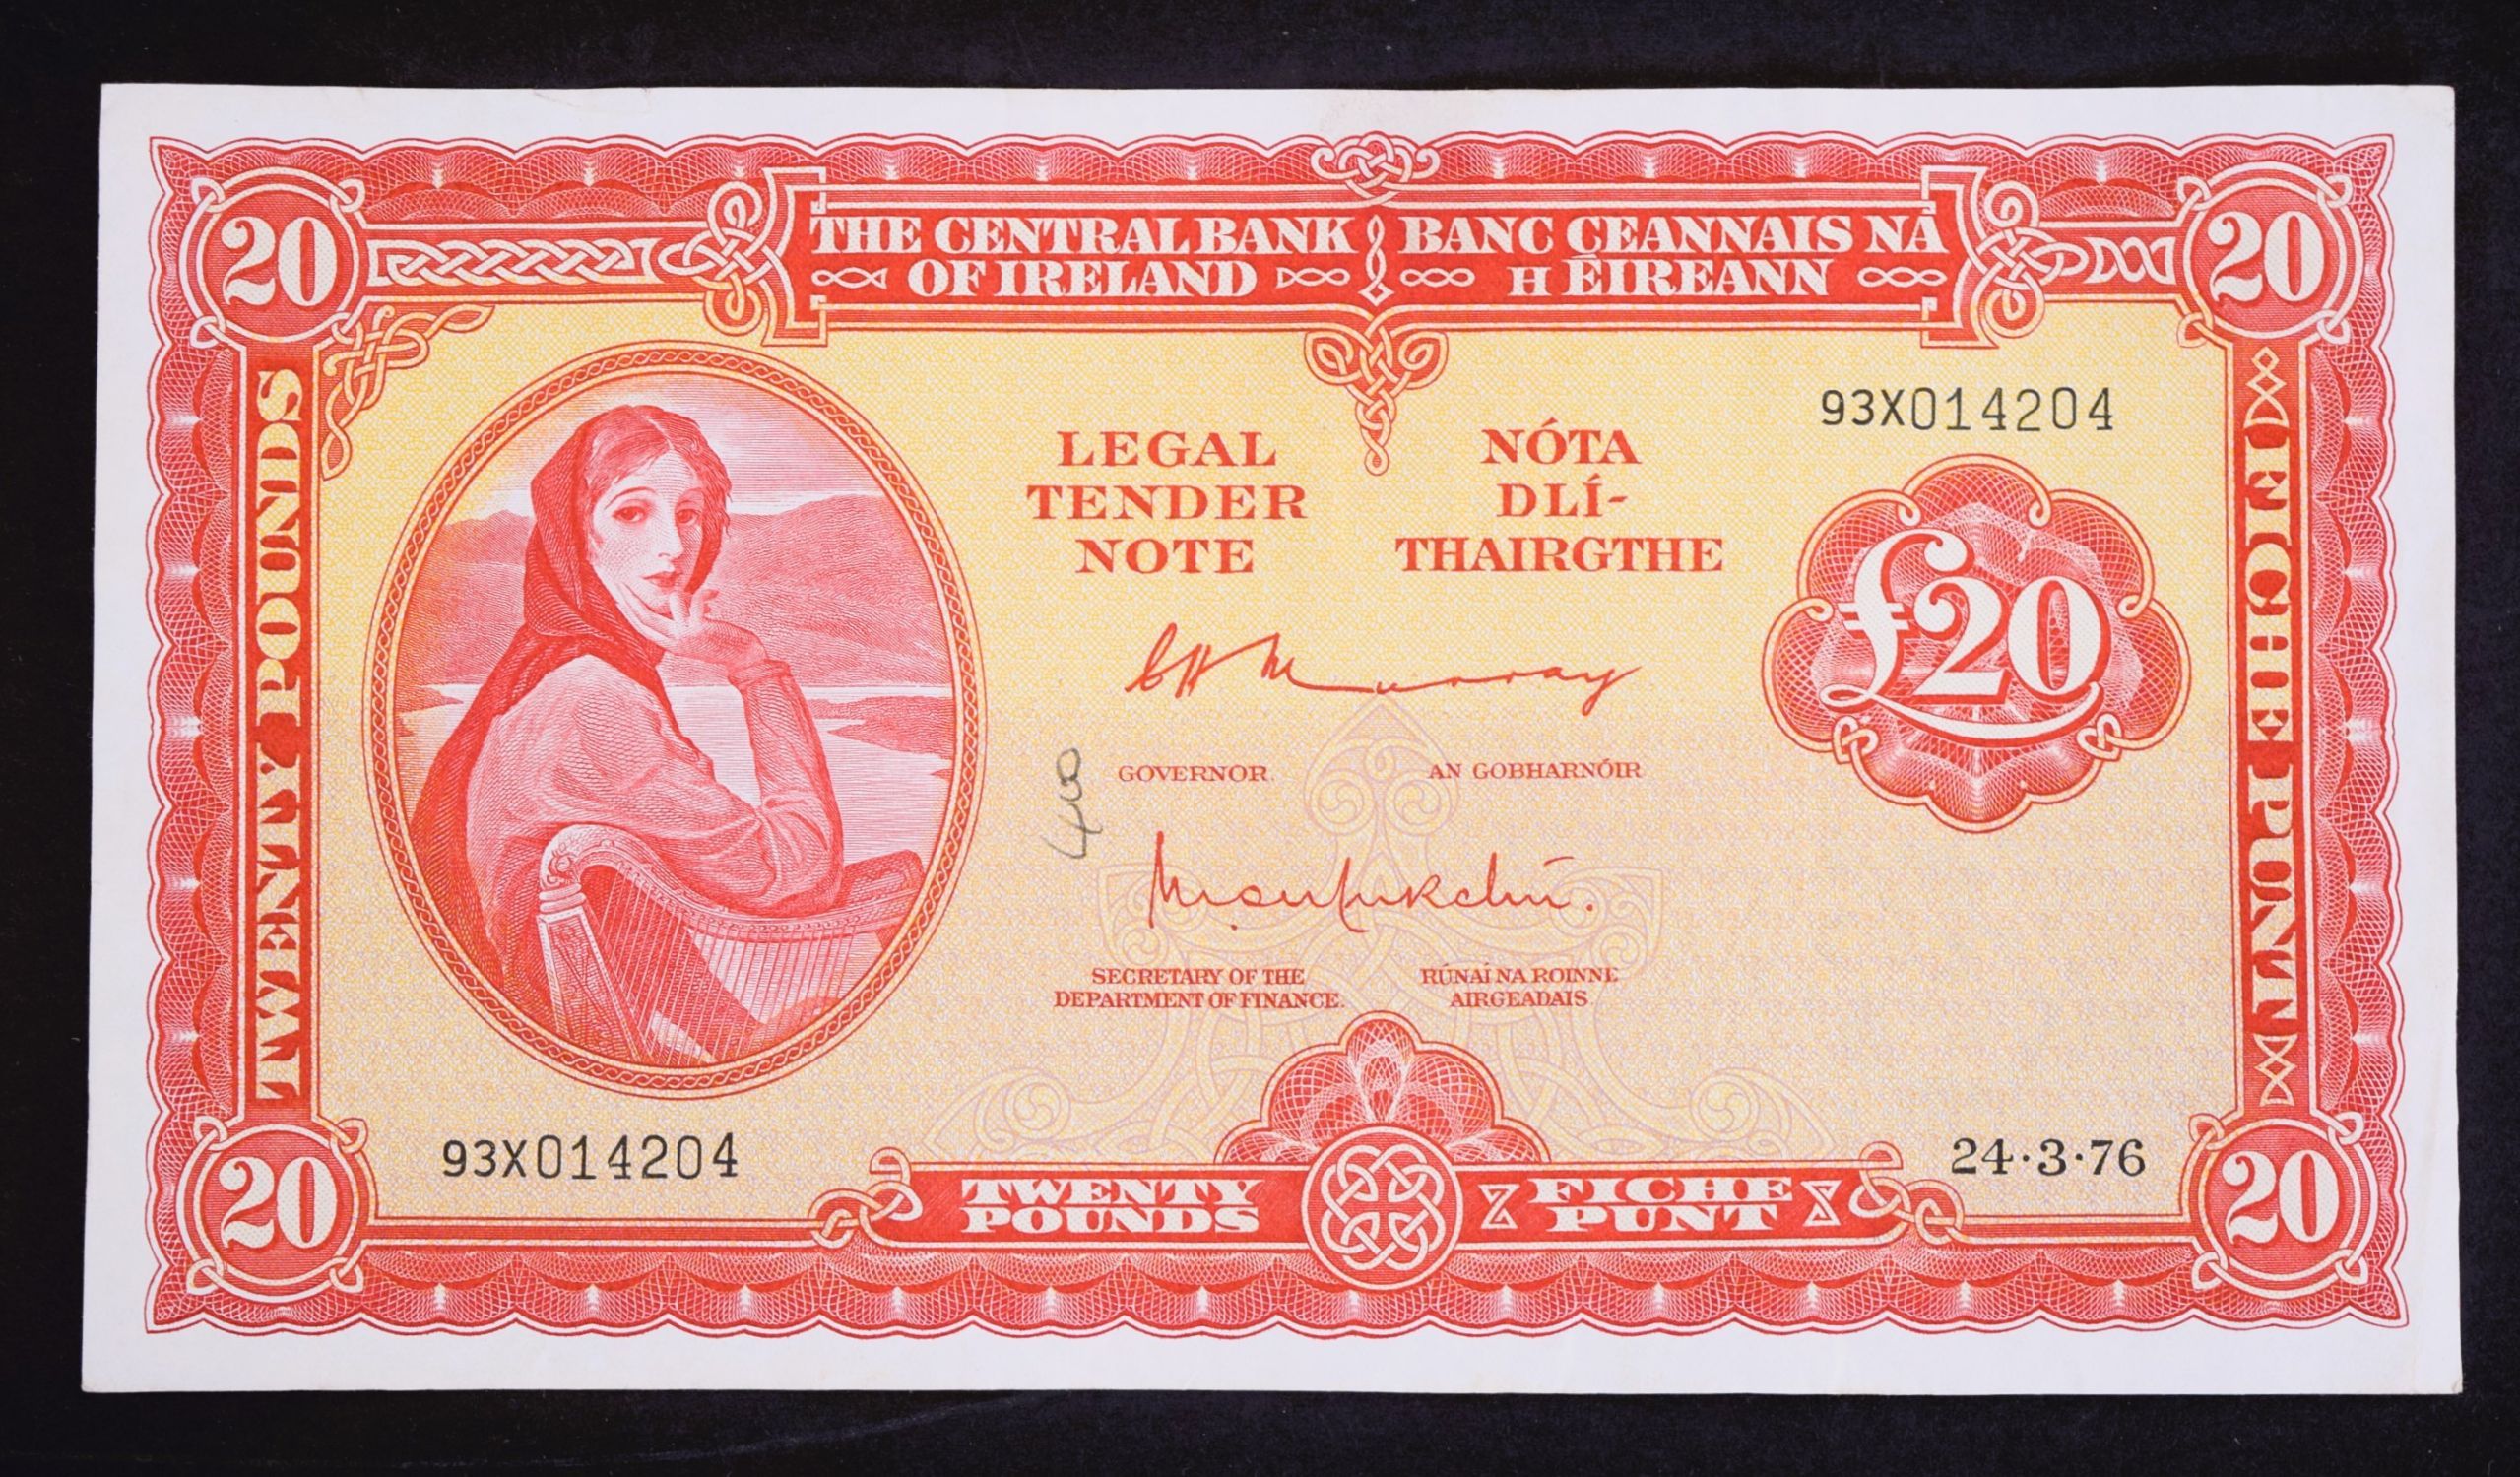 20
THE CENTRAL BANK
OF IRELAND
BANC CEANNAIS NA
H ÉIREANN
20
TWENTY POUNDS
93X014204
LEGAL
TENDER
NOTE
NÓTA
DLÍ-
THAIRGTHE
£20
FICHE PUNT
GOVERNOR
AN GOBHARNÓIR
SECRETARY OF THE
DEPARTMENT OF FINANCE.
RÚNAÍ NA ROINNE
AIRGEADAIS
93X014204
24·3·76
20
TWENTY
POUNDS
FICHE
PUNT
20